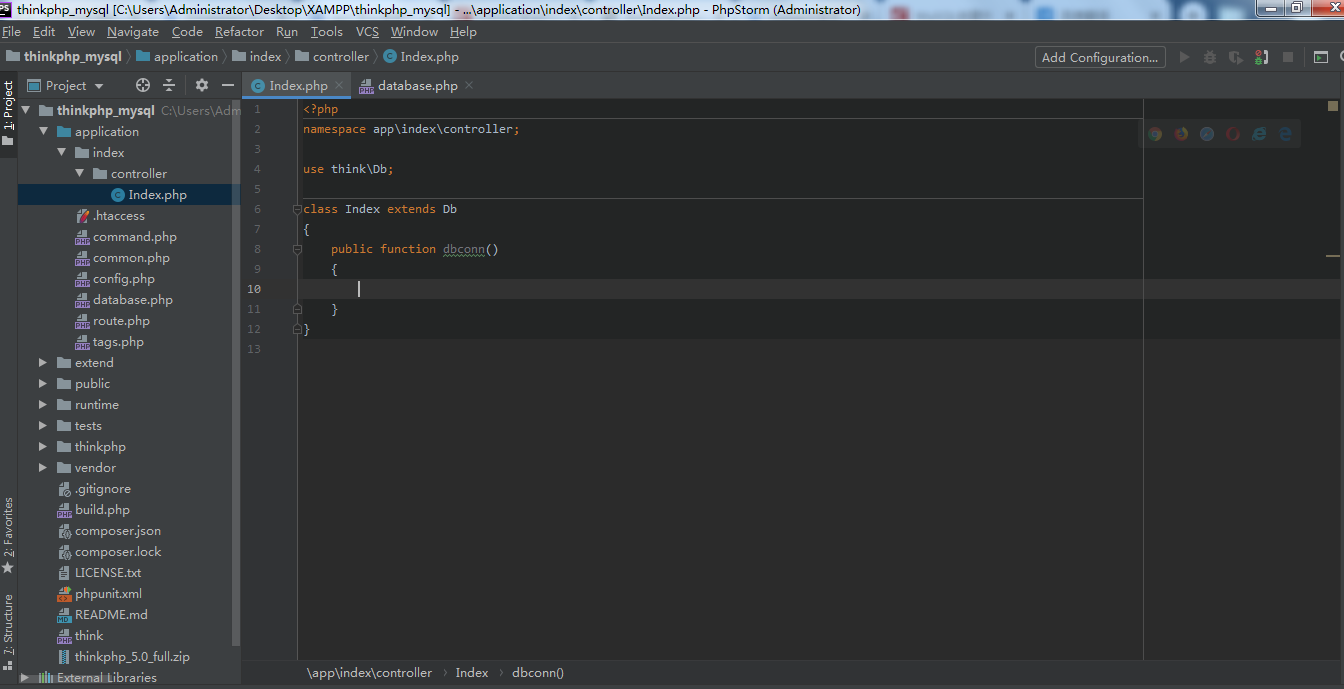 thinkphp_mysql [C:\Users\Administrator\Desktop\XAMPP\thinkphp_mysql] - ...\application\index\controller\Index.php - PhpStorm (Administrator)
File Edit View Navigate Code Refactor Run Tools VCS Window Help
thinkphp_mysql application index controller Index.php Add Configuration...
1: Project
Project
Index.php database.php
thinkphp_mysql C:\Users\Adm
application
index
controller
Index.php
.htaccess
command.php
common.php
config.php
database.php
route.php
tags.php
extend
public
runtime
tests
thinkphp
vendor
.gitignore
build.php
composer.json
composer.lock
LICENSE.txt
phpunit.xml
README.md
think
thinkphp_5.0_full.zip
External Libraries
2: Favorites
7: Structure
1 <?php
2 namespace app\index\controller;
3
4 use think\Db;
5
6 class Index extends Db
7 {
8 public function dbconn()
9 {
10
11 }
12 }
13
\app\index\controller Index dbconn()